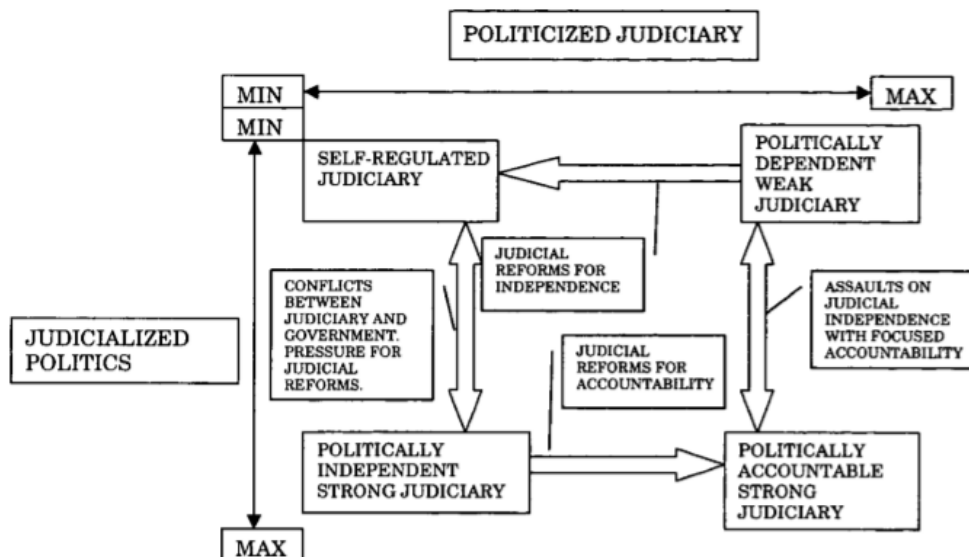 POLITICIZED JUDICIARY
MIN
MAX
MIN
SELF-REGULATED
JUDICIARY
POLITICALLY
DEPENDENT
WEAK
JUDICIARY
JUDICIAL
REFORMS FOR
INDEPENDENCE
CONFLICTS
BETWEEN
JUDICIARY AND
GOVERNMENT.
PRESSURE FOR
JUDICIAL
REFORMS.
ASSAULTS ON
JUDICIAL
INDEPENDENCE
WITH FOCUSED
ACCOUNTABILITY
JUDICIALIZED
POLITICS
JUDICIAL
REFORMS FOR
ACCOUNTABILITY
POLITICALLY
INDEPENDENT
STRONG JUDICIARY
POLITICALLY
ACCOUNTABLE
STRONG
JUDICIARY
MAX